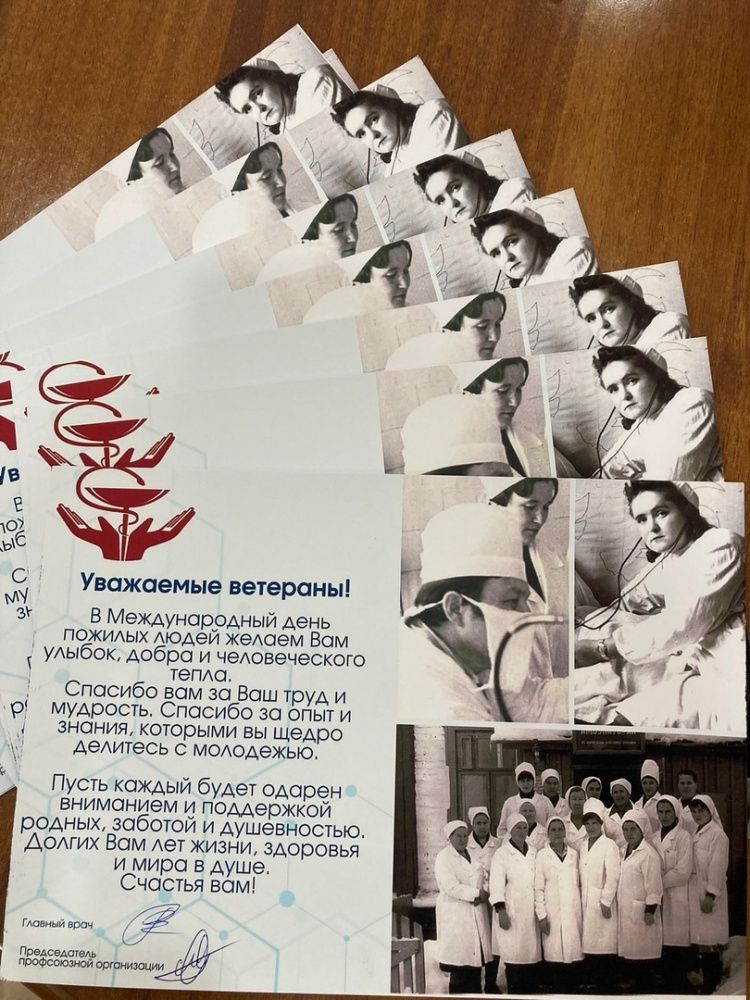 Уважаемые ветераны!
В Международный день
пожилых людей желаем Вам
улыбок, добра и человеческого
тепла.
Спасибо вам за Ваш труд и
мудрость. Спасибо за опыт и
знания, которыми вы щедро
делитесь с молодежью.
Пусть каждый будет одарен
вниманием и поддержкой
родных, заботой и душевностью.
Долгих Вам лет жизни, здоровья
и мира в душе.
Счастья вам!
Главный врач
Председатель
профсоюзной организации